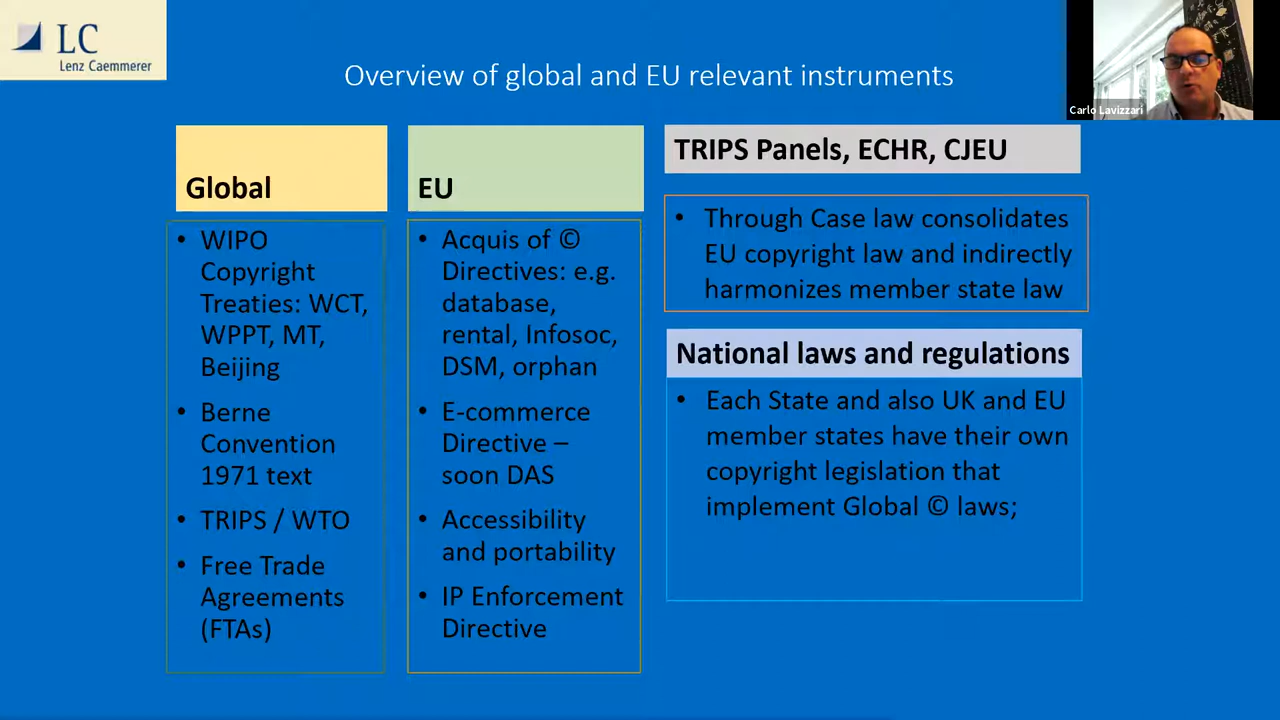 LC
Lenz Caemmerer
Overview of global and EU relevant instruments
Carlo Lavizzari
Global
• WIPO
Copyright
Treaties: WCT,
WPPT, MT,
Beijing
• Berne
Convention
1971 text
• TRIPS / WTO
• Free Trade
Agreements
(FTAs)
EU
• Acquis of ©
Directives: e.g.
database,
rental, Infosoc,
DSM, orphan
• E-commerce
Directive –
soon DAS
• Accessibility
and portability
• IP Enforcement
Directive
TRIPS Panels, ECHR, CJEU
• Through Case law consolidates
EU copyright law and indirectly
harmonizes member state law
National laws and regulations
• Each State and also UK and EU
member states have their own
copyright legislation that
implement Global © laws;